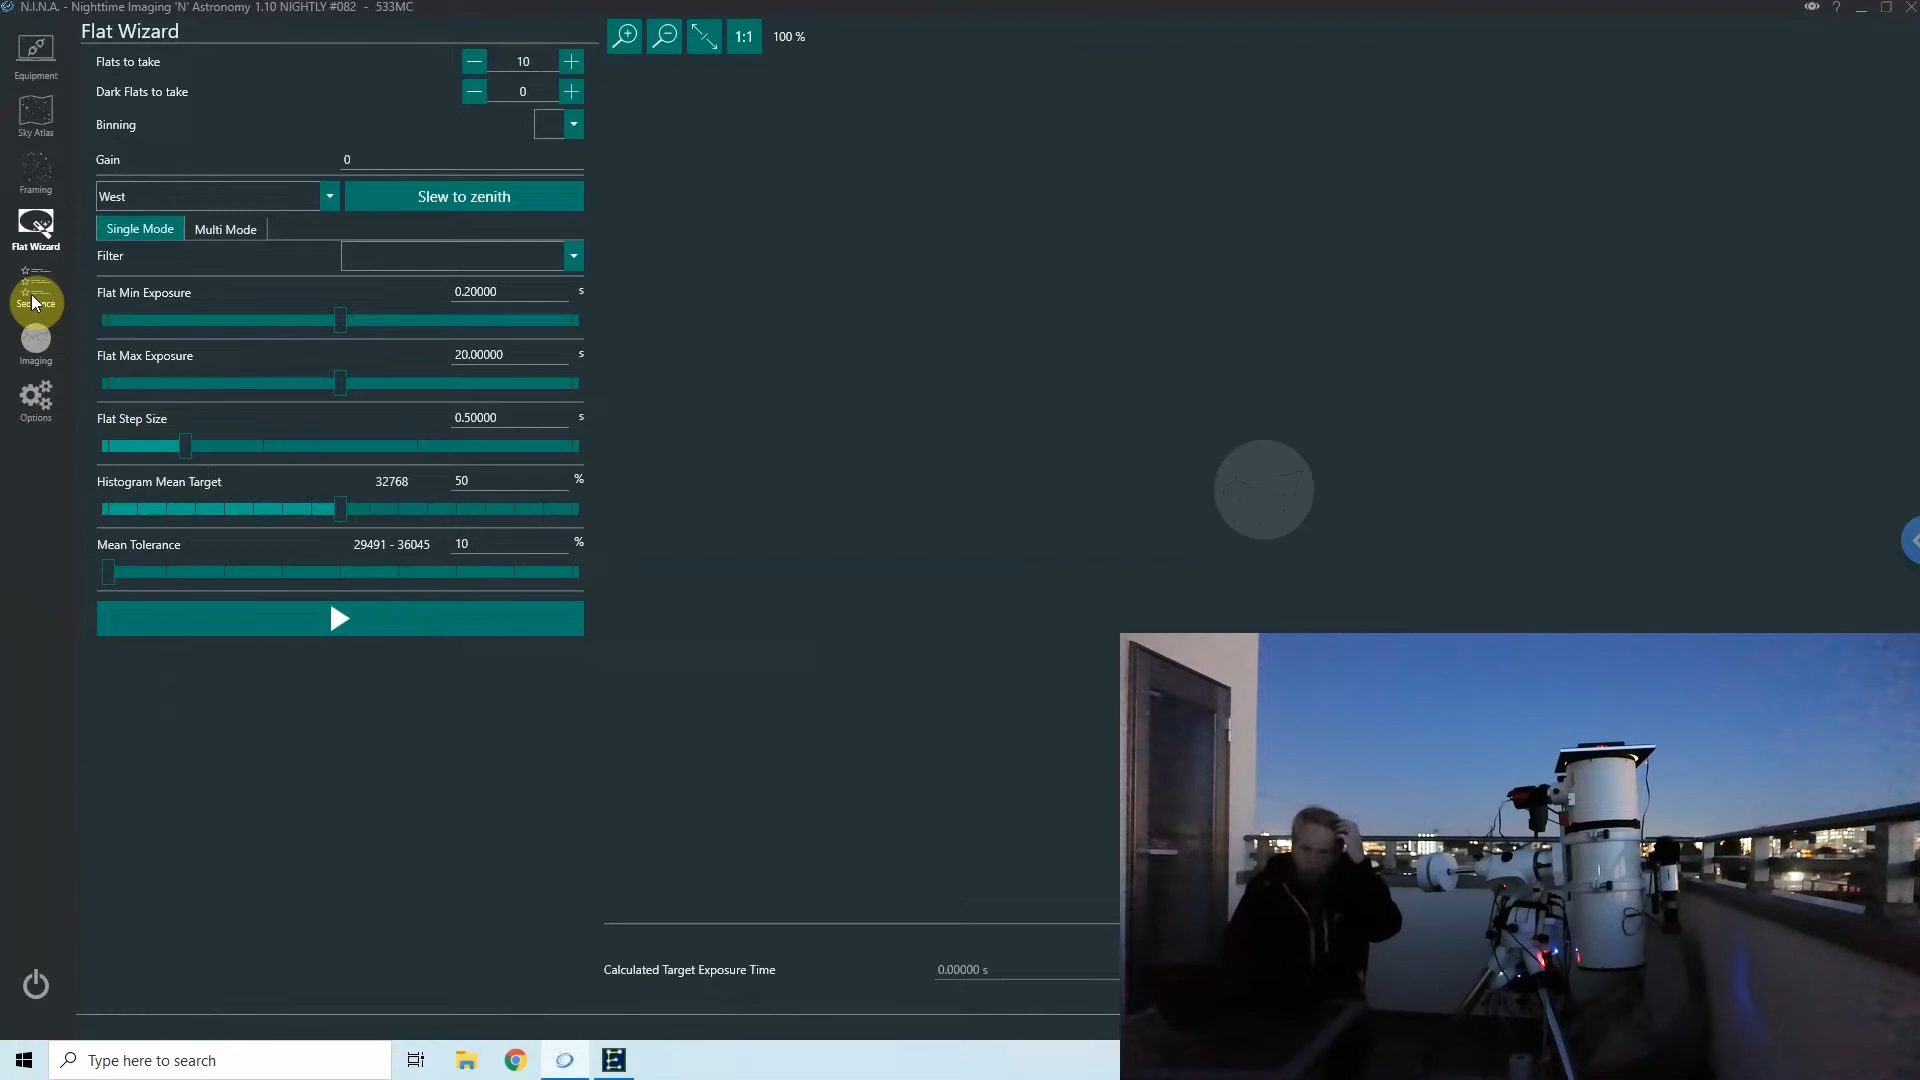 N.I.N.A. - Nighttime Imaging 'N' Astronomy 1.10 NIGHTLY #082 - 533MC
Equipment
Sky Atlas
Framing
Flat Wizard
Sequence
Imaging
Options
Flat Wizard
Flats to take 10
Dark Flats to take 0
Binning
Gain 0
West Slew to zenith
Single Mode Multi Mode
Filter
Flat Min Exposure 0.20000 s
Flat Max Exposure 20.00000 s
Flat Step Size 0.50000 s
Histogram Mean Target 32768 50 %
Mean Tolerance 29491 - 36045 10 %
1:1 100 %
Calculated Target Exposure Time 0.00000 s
Type here to search